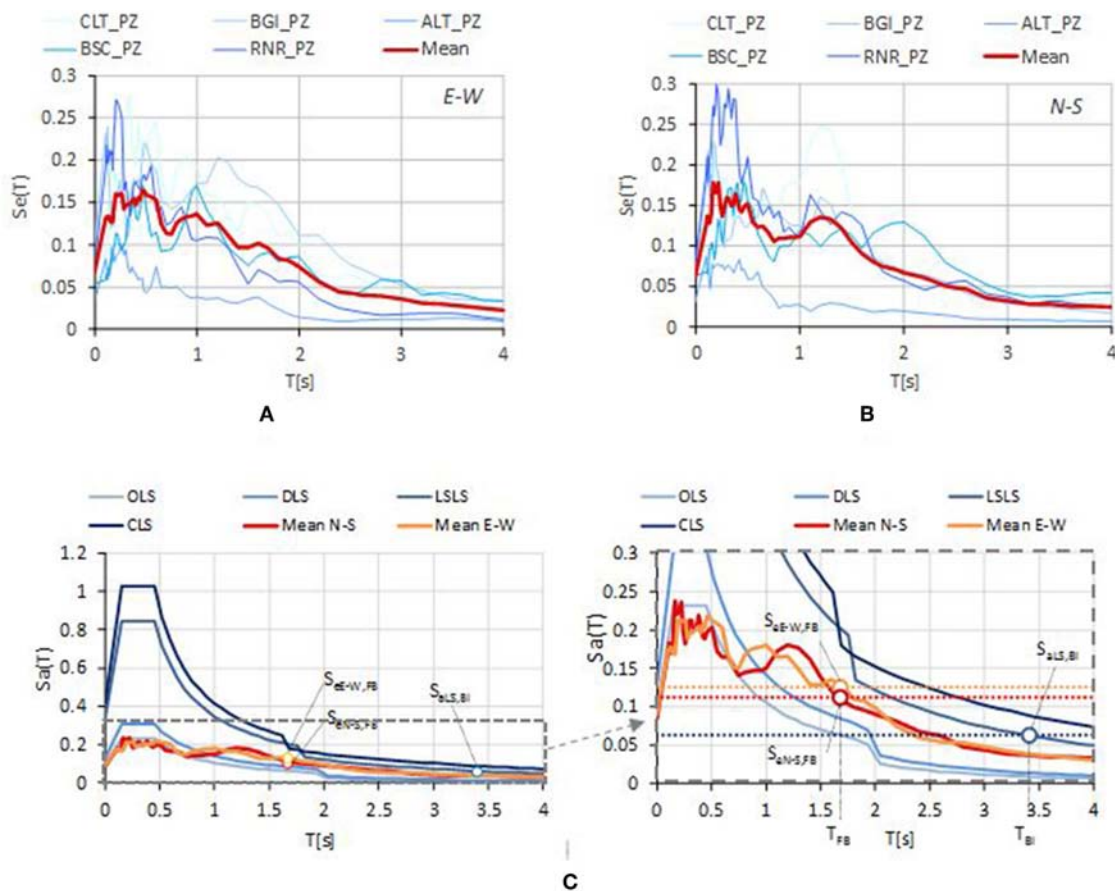 CLT_PZ BGI_PZ ALT_PZ
BSC_PZ RNR_PZ Mean
0.3
E-W
0.25
0.2
0.15
0.1
0.05
0
Se(T)
0 1 2 3 4
T[s]
A
CLT_PZ BGI_PZ ALT_PZ
BSC_PZ RNR_PZ Mean
0.3
N-S
0.25
0.2
0.15
0.1
0.05
0
Se(T)
0 1 2 3 4
T[s]
B
OLS DLS LSLS
CLS Mean N-S Mean E-W
1.2
1
0.8
0.6
0.4
0.2
0
Sa(T)
SeE-W,FB
SeN-S,FB
SeLS,BI
0 0.5 1 1.5 2 2.5 3 3.5 4
T[s]
OLS DLS LSLS
CLS Mean N-S Mean E-W
0.3
0.25
0.2
0.15
0.1
0.05
0
Sa(T)
SeE-W,FB
SeLS,BI
SeN-S,FB
0 0.5 1 1.5 2 2.5 3 3.5 4
TFB T[s] TBI
C